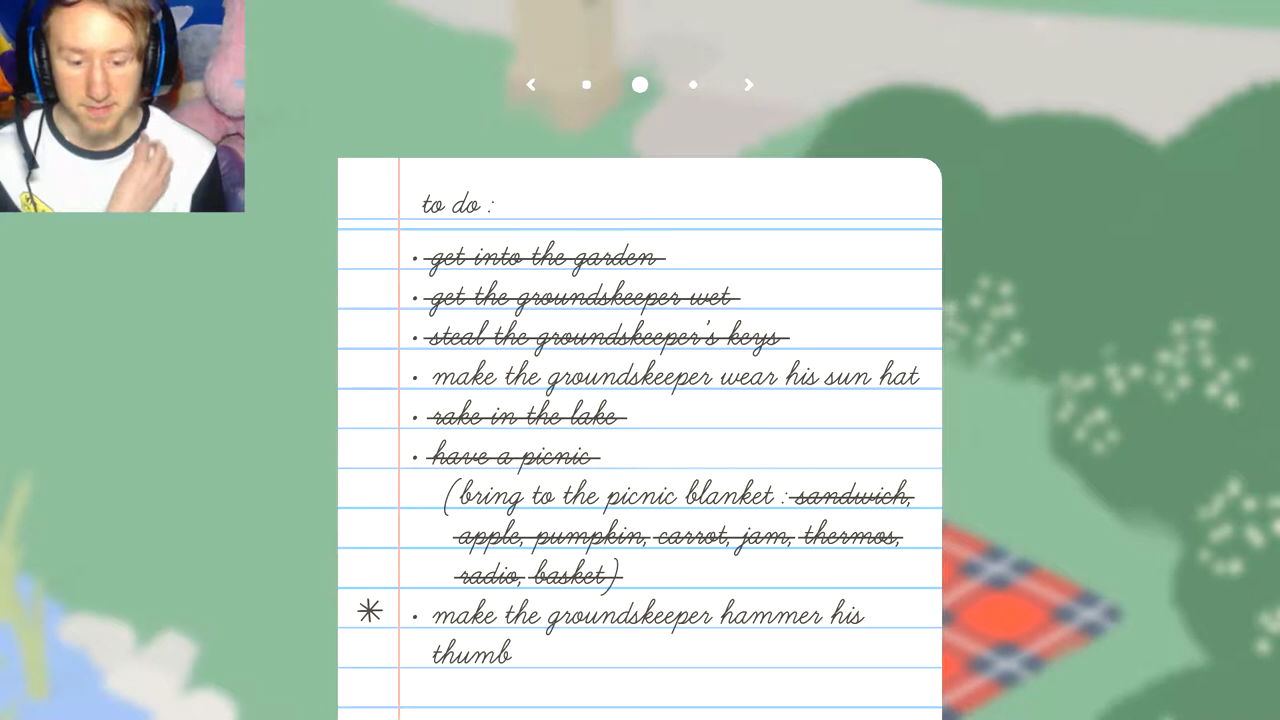 to do :
• get into the garden
• get the groundskeeper wet
• steal the groundskeeper's keys
• make the groundskeeper wear his sun hat
• rake in the lake
• have a picnic
(bring to the picnic blanket : sandwich,
apple, pumpkin, carrot, jam, thermos,
radio, basket)
* • make the groundskeeper hammer his
thumb